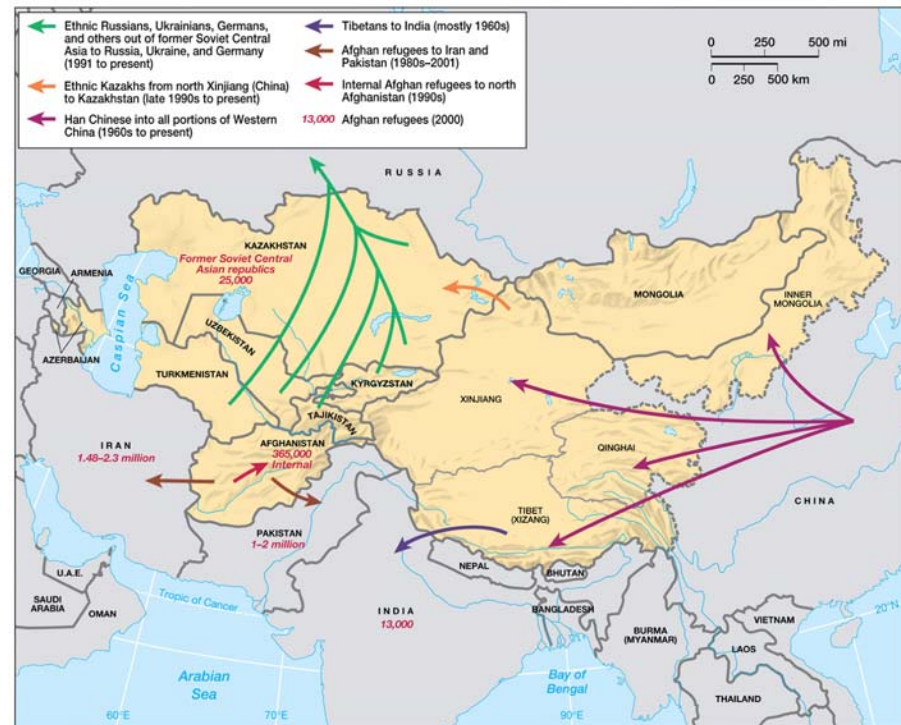 Ethnic Russians, Ukrainians, Germans,
and others out of former Soviet Central
Asia to Russia, Ukraine, and Germany
(1991 to present)
Ethnic Kazakhs from north Xinjiang (China)
to Kazakhstan (late 1990s to present)
Han Chinese into all portions of Western
China (1960s to present)
Tibetans to India (mostly 1960s)
Afghan refugees to Iran and
Pakistan (1980s–2001)
Internal Afghan refugees to north
Afghanistan (1990s)
13,000 Afghan refugees (2000)
0 250 500 mi
0 250 500 km
RUSSIA
KAZAKHSTAN
Former Soviet Central
Asian republics
25,000
GEORGIA
ARMENIA
AZERBAIJAN
Caspian Sea
UZBEKISTAN
TURKMENISTAN
KYRGYZSTAN
TAJIKISTAN
MONGOLIA
INNER
MONGOLIA
XINJIANG
QINGHAI
TIBET
(XIZANG)
CHINA
IRAN
1.48–2.3 million
AFGHANISTAN
365,000
Internal
PAKISTAN
1–2 million
NEPAL
BHUTAN
BANGLADESH
INDIA
13,000
U.A.E.
SAUDI
ARABIA
OMAN
Tropic of Cancer
BURMA
(MYANMAR)
VIETNAM
LAOS
THAILAND
Arabian
Sea
Bay of
Bengal
20°N
60°E
70°E
90°E